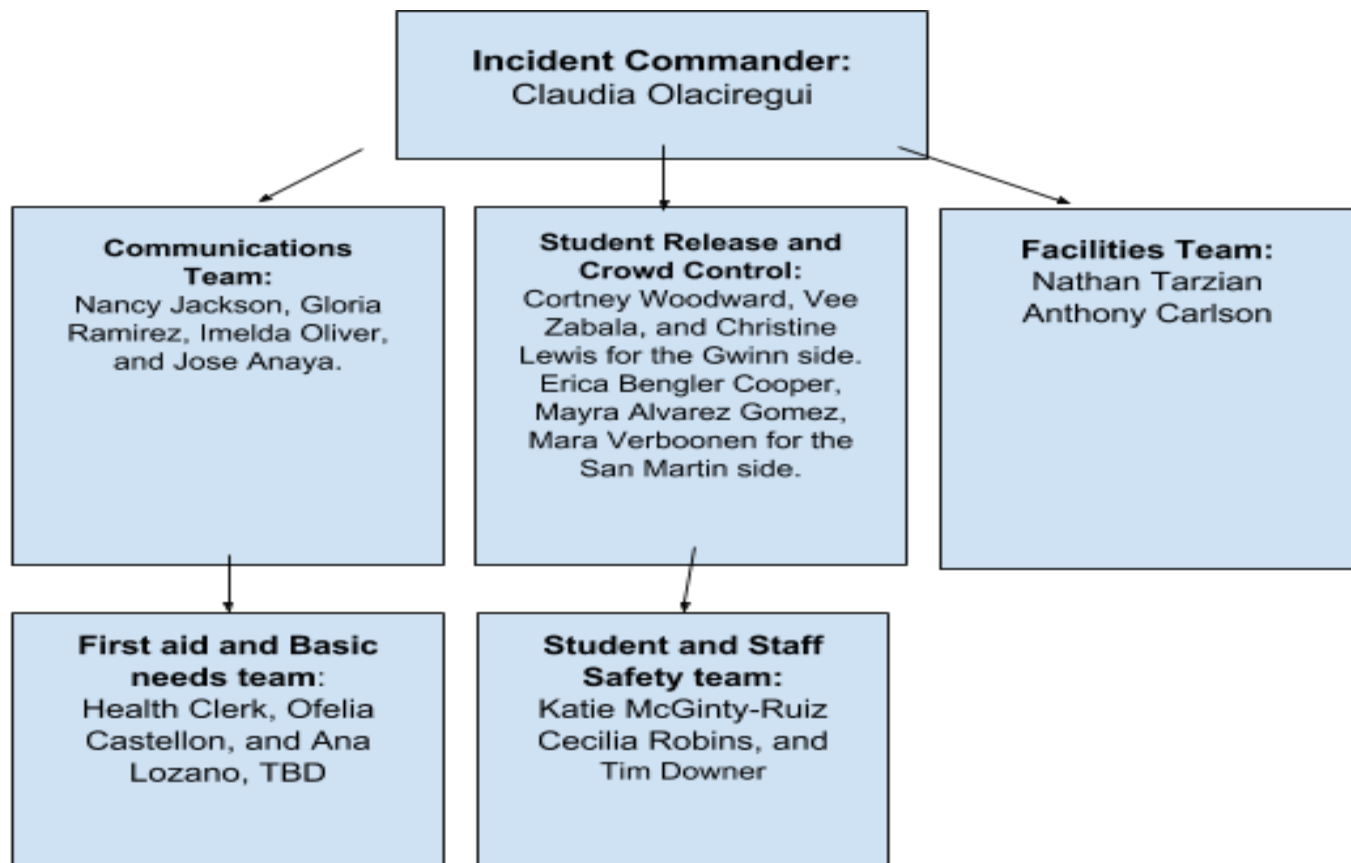 Incident Commander:
Claudia Olaciregui
Communications
Team:
Nancy Jackson, Gloria
Ramirez, Imelda Oliver,
and Jose Anaya.
Student Release and
Crowd Control:
Cortney Woodward, Vee
Zabala, and Christine
Lewis for the Gwinn side.
Erica Bengler Cooper,
Mayra Alvarez Gomez,
Mara Verboonen for the
San Martin side.
Facilities Team:
Nathan Tarzian
Anthony Carlson
First aid and Basic
needs team:
Health Clerk, Ofelia
Castellon, and Ana
Lozano, TBD
Student and Staff
Safety team:
Katie McGinty-Ruiz
Cecilia Robins, and
Tim Downer